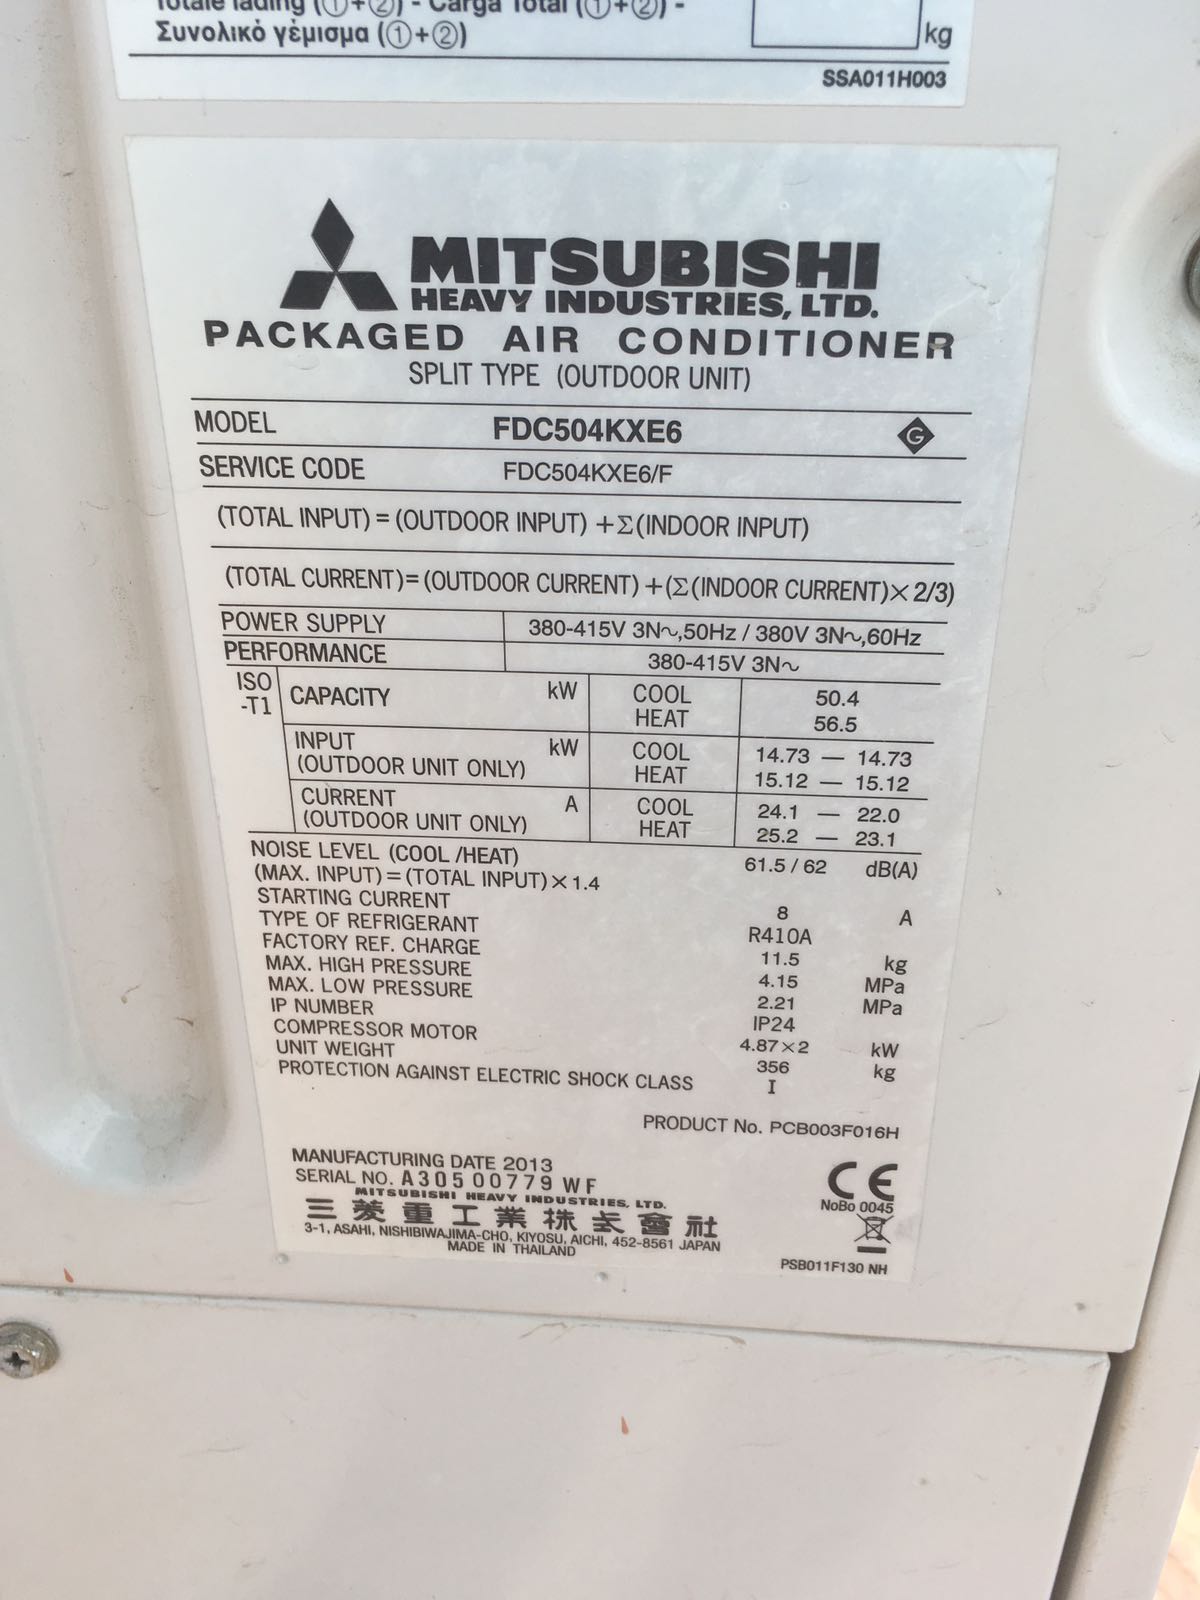 Totale lading (①+②) - Carga Total (①+②) -
Συνολικό γέμισμα (①+②)
kg
SSA011H003
MITSUBISHI
HEAVY INDUSTRIES, LTD.
PACKAGED AIR CONDITIONER
SPLIT TYPE (OUTDOOR UNIT)
MODEL FDC504KXE6 G
SERVICE CODE FDC504KXE6/F
(TOTAL INPUT)=(OUTDOOR INPUT)+Σ(INDOOR INPUT)
(TOTAL CURRENT)=(OUTDOOR CURRENT)+(Σ(INDOOR CURRENT)×2/3)
POWER SUPPLY 380-415V 3N~,50Hz / 380V 3N~,60Hz
PERFORMANCE 380-415V 3N~
ISO -T1 CAPACITY kW COOL 50.4
HEAT 56.5
INPUT kW COOL 14.73 — 14.73
(OUTDOOR UNIT ONLY) HEAT 15.12 — 15.12
CURRENT A COOL 24.1 — 22.0
(OUTDOOR UNIT ONLY) HEAT 25.2 — 23.1
NOISE LEVEL (COOL /HEAT) 61.5 / 62 dB(A)
(MAX. INPUT)=(TOTAL INPUT)×1.4
STARTING CURRENT 8 A
TYPE OF REFRIGERANT R410A
FACTORY REF. CHARGE 11.5 kg
MAX. HIGH PRESSURE 4.15 MPa
MAX. LOW PRESSURE 2.21 MPa
IP NUMBER IP24
COMPRESSOR MOTOR 4.87×2 kW
UNIT WEIGHT 356 kg
PROTECTION AGAINST ELECTRIC SHOCK CLASS I
PRODUCT No. PCB003F016H
MANUFACTURING DATE 2013
SERIAL NO. A30500779WF
MITSUBISHI HEAVY INDUSTRIES, LTD.
三菱重工業株式會社
3-1, ASAHI, NISHIBIWAJIMA-CHO, KIYOSU, AICHI, 452-8561 JAPAN
MADE IN THAILAND
CE
NoBo 0045
PSB011F130 NH